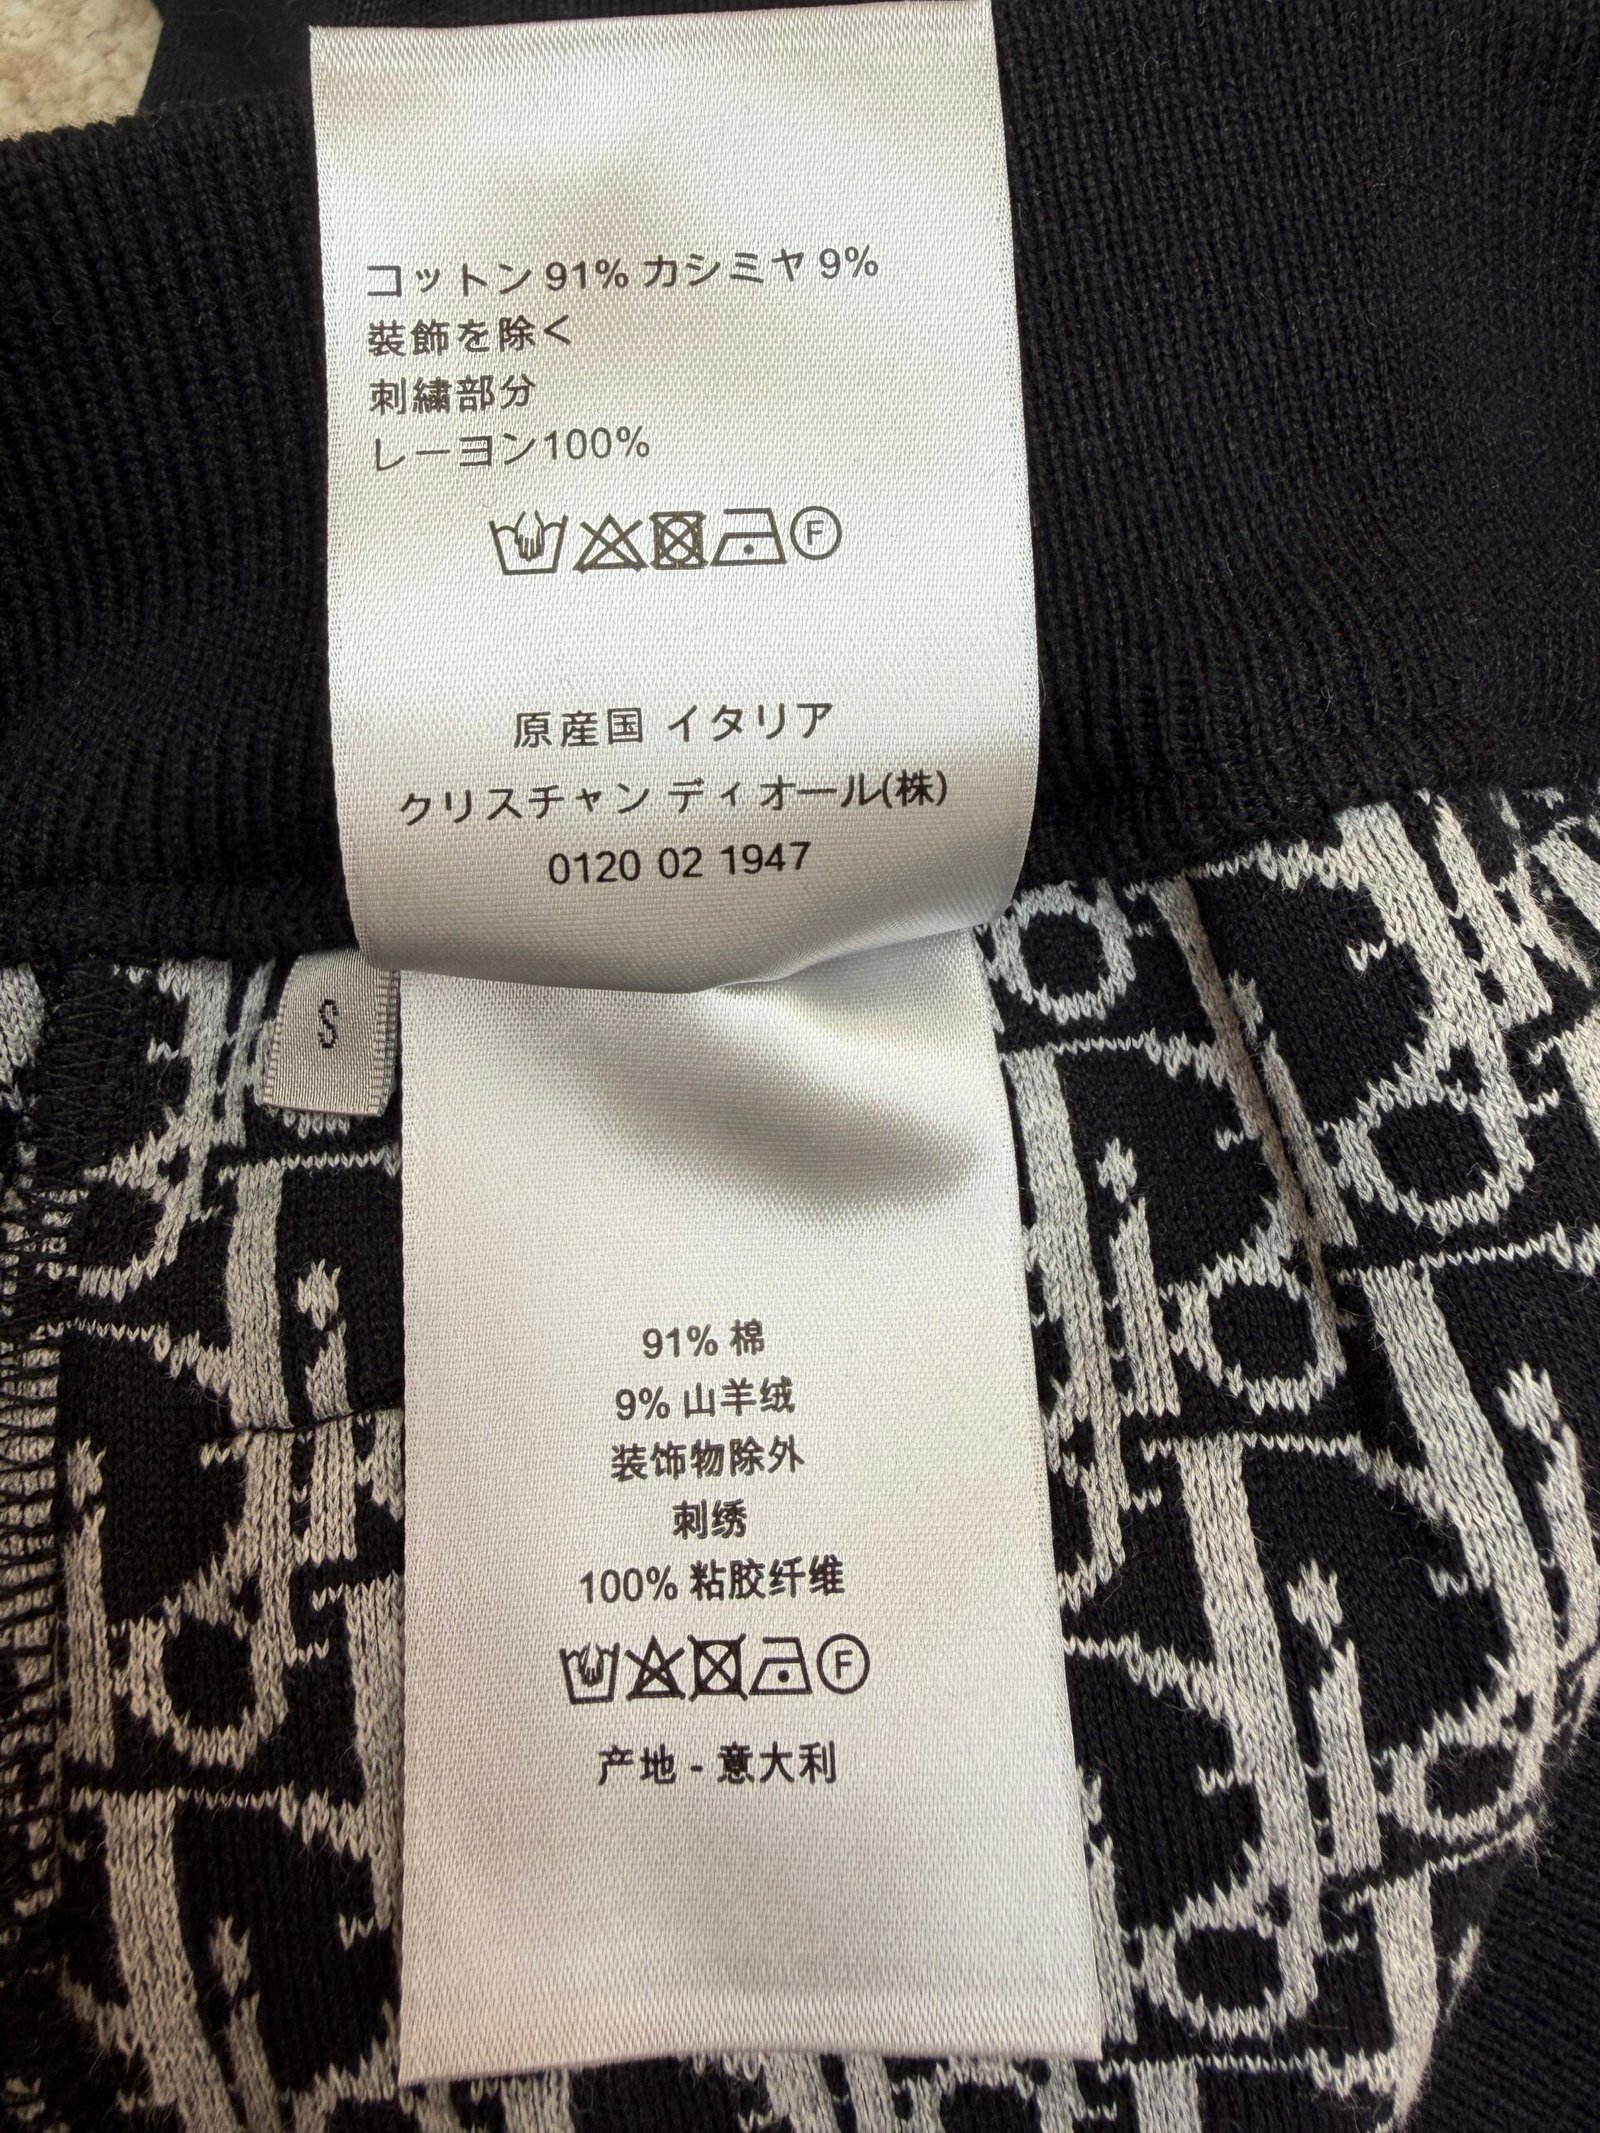 コットン 91% カシミヤ 9%
装飾を除く
刺繍部分
レーヨン100%
F
原産国 イタリア
クリスチャン ディオール(株)
0120 02 1947
S
91% 棉
9% 山羊绒
装饰物除外
刺绣
100% 粘胶纤维
F
产地 - 意大利